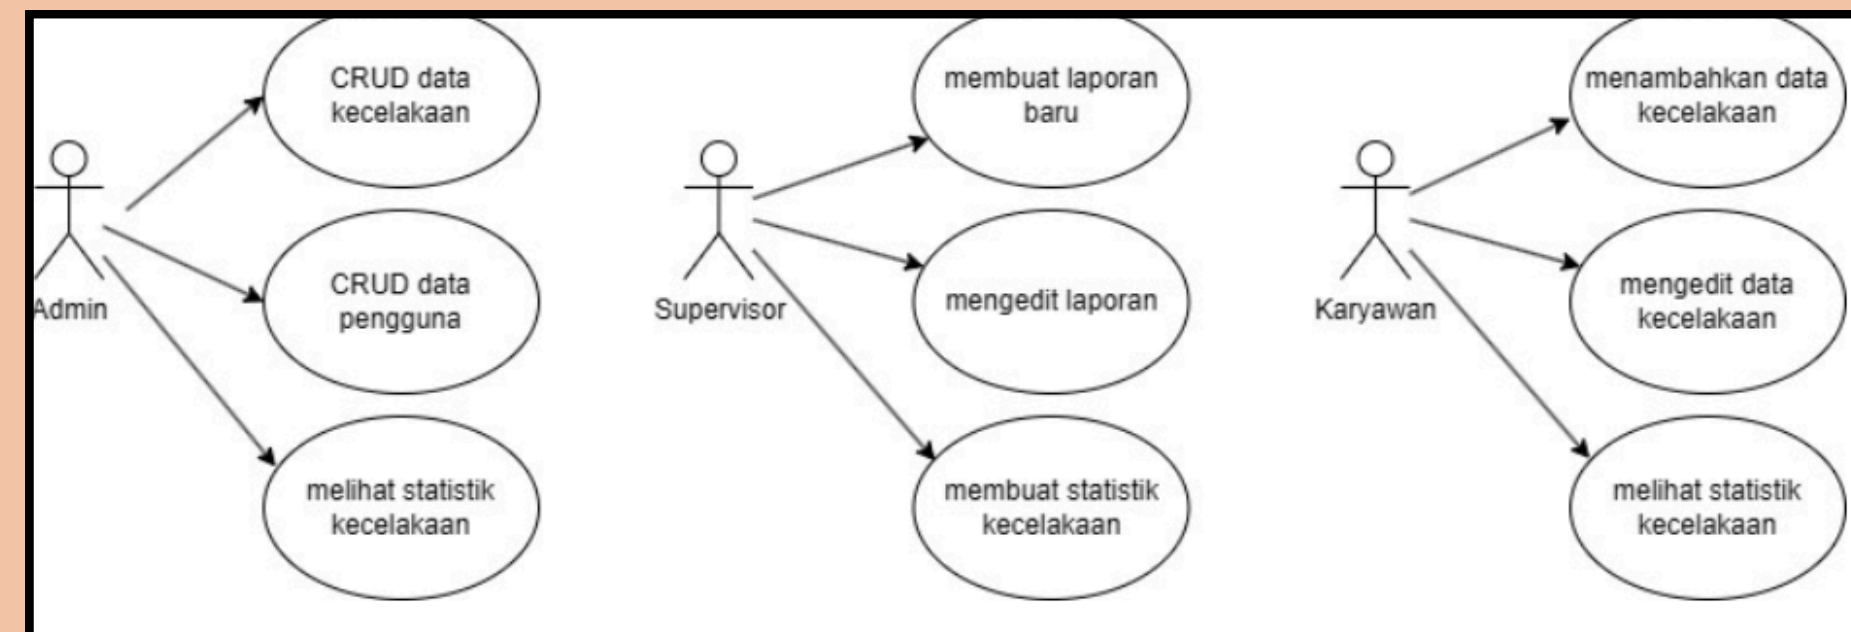 CRUD data
kecelakaan
CRUD data
pengguna
melihat statistik
kecelakaan
Admin
membuat laporan
baru
mengedit laporan
membuat statistik
kecelakaan
Supervisor
menambahkan data
kecelakaan
mengedit data
kecelakaan
melihat statistik
kecelakaan
Karyawan